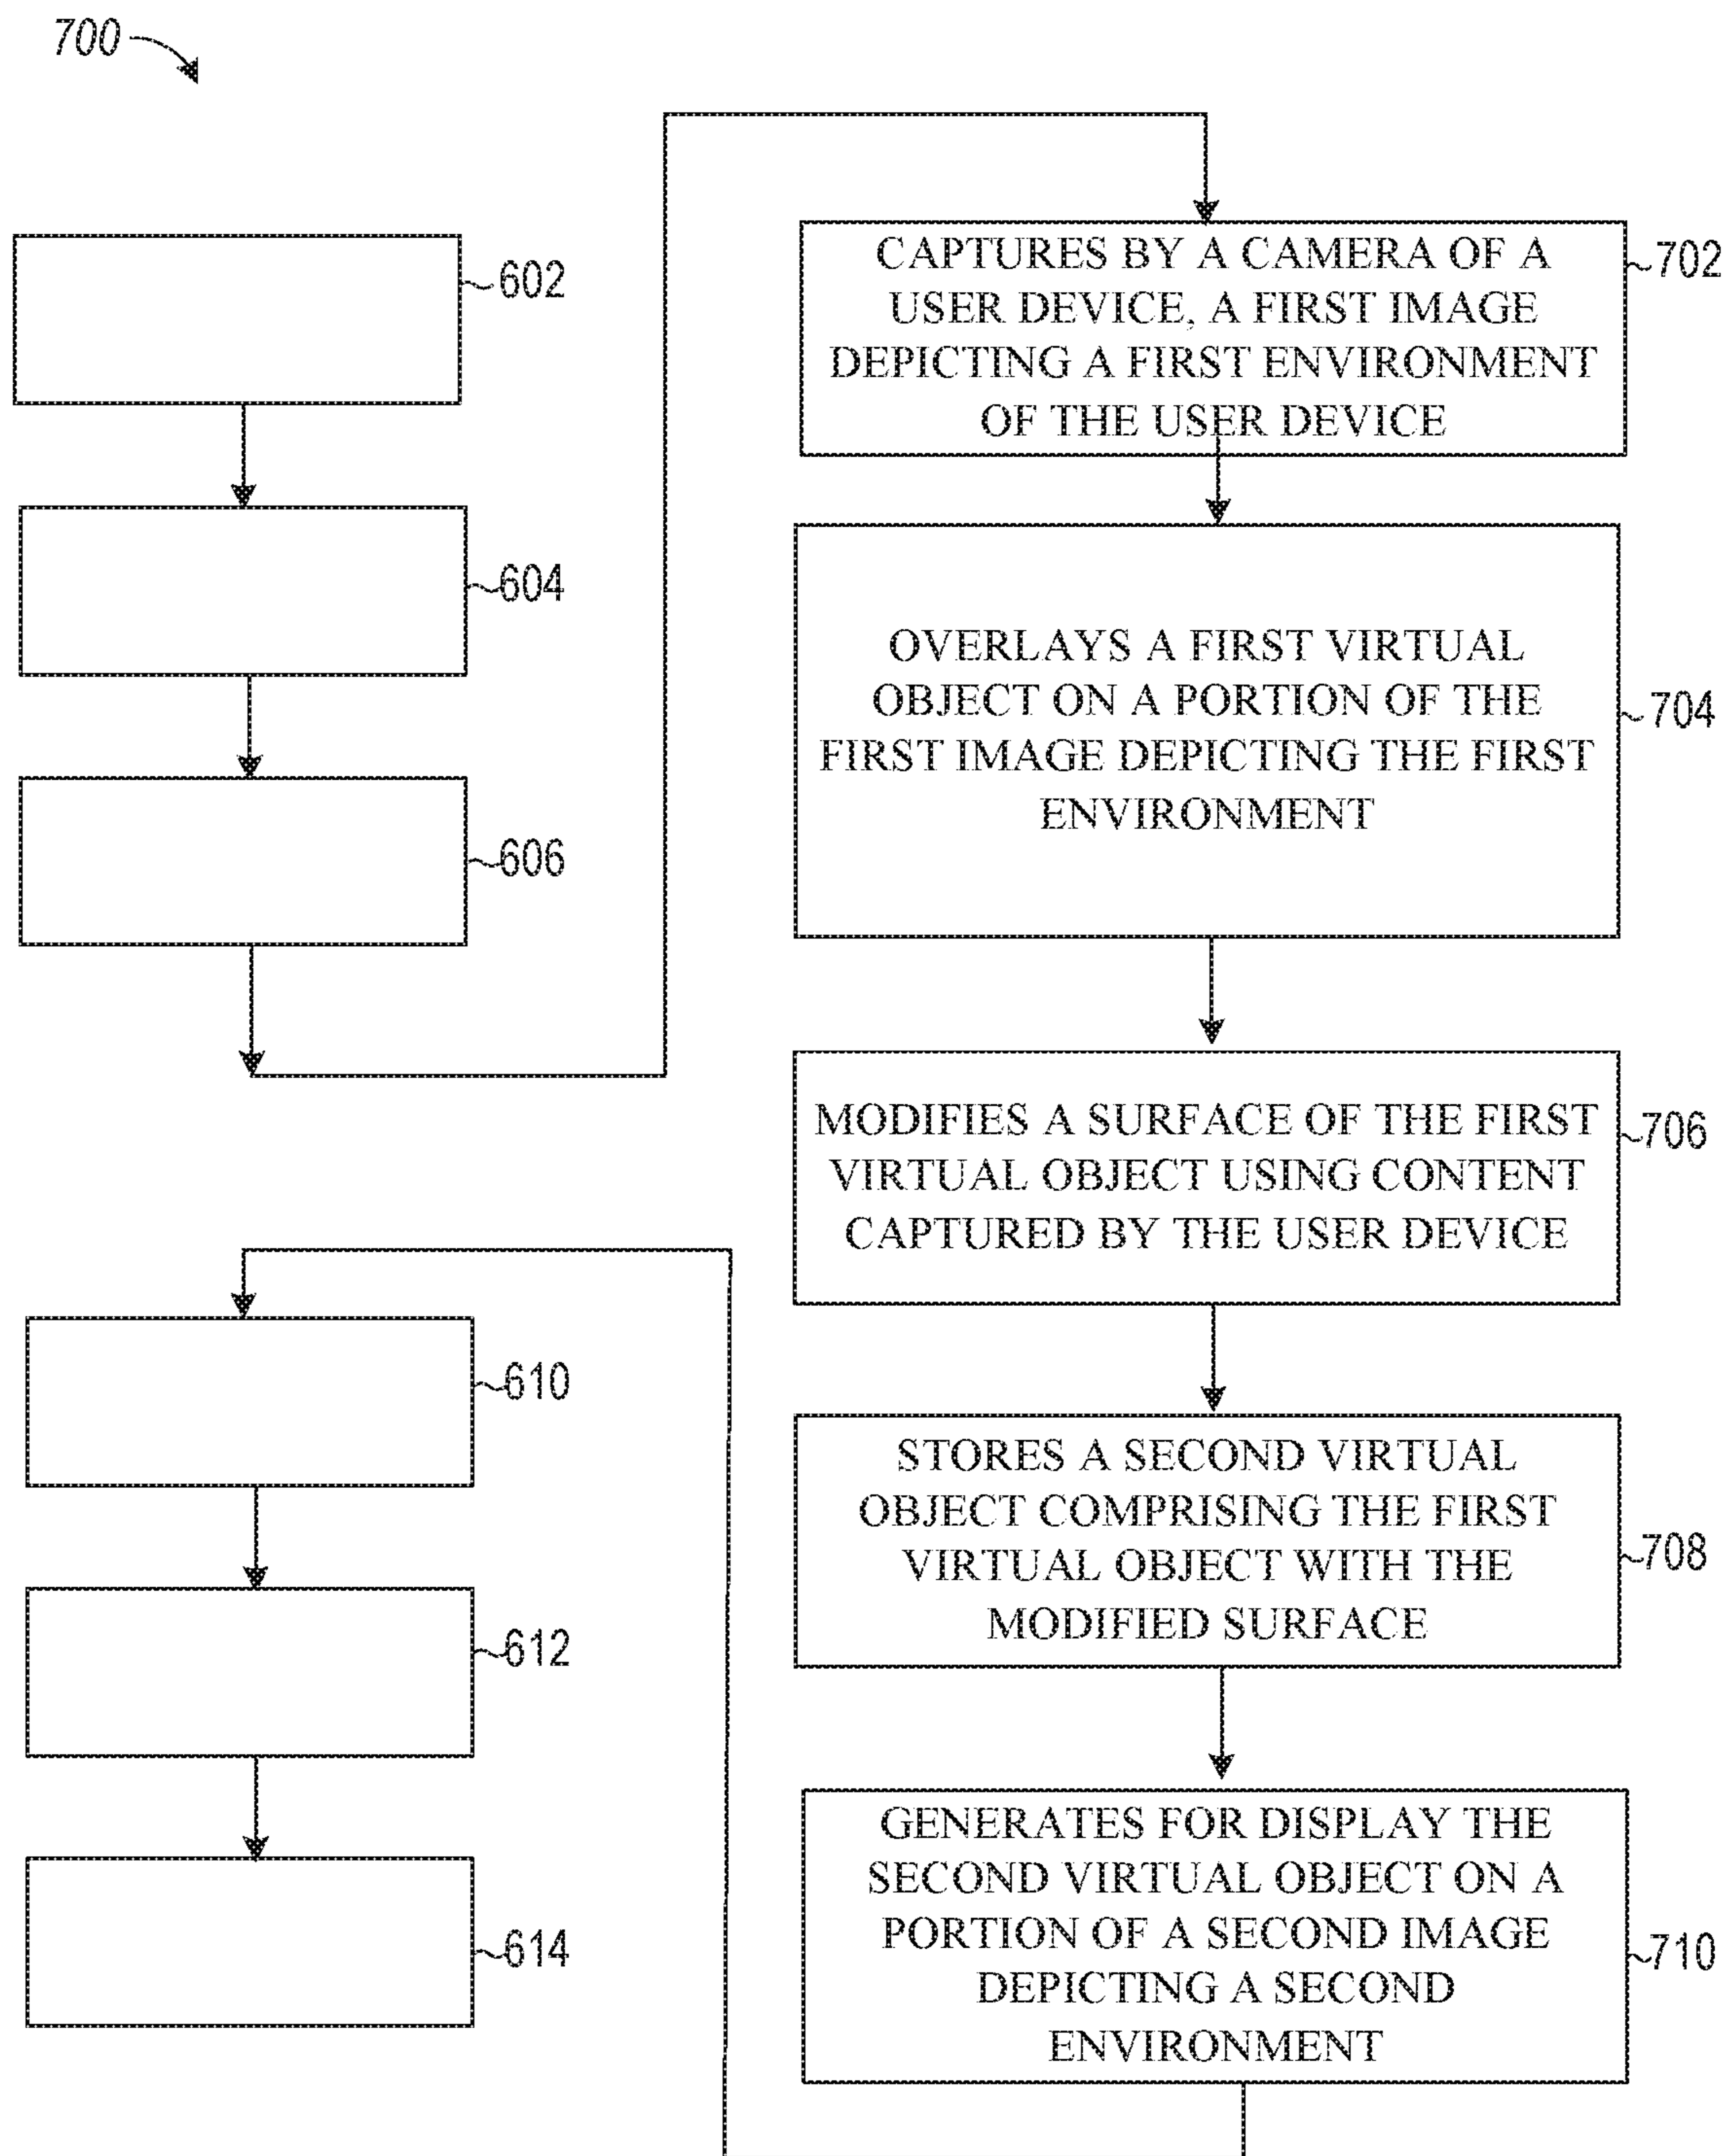 700
602
604
606
CAPTURES BY A CAMERA OF A
USER DEVICE, A FIRST IMAGE
DEPICTING A FIRST ENVIRONMENT
OF THE USER DEVICE
702
OVERLAYS A FIRST VIRTUAL
OBJECT ON A PORTION OF THE
FIRST IMAGE DEPICTING THE FIRST
ENVIRONMENT
704
MODIFIES A SURFACE OF THE FIRST
VIRTUAL OBJECT USING CONTENT
CAPTURED BY THE USER DEVICE
706
STORES A SECOND VIRTUAL
OBJECT COMPRISING THE FIRST
VIRTUAL OBJECT WITH THE
MODIFIED SURFACE
708
GENERATES FOR DISPLAY THE
SECOND VIRTUAL OBJECT ON A
PORTION OF A SECOND IMAGE
DEPICTING A SECOND
ENVIRONMENT
710
610
612
614